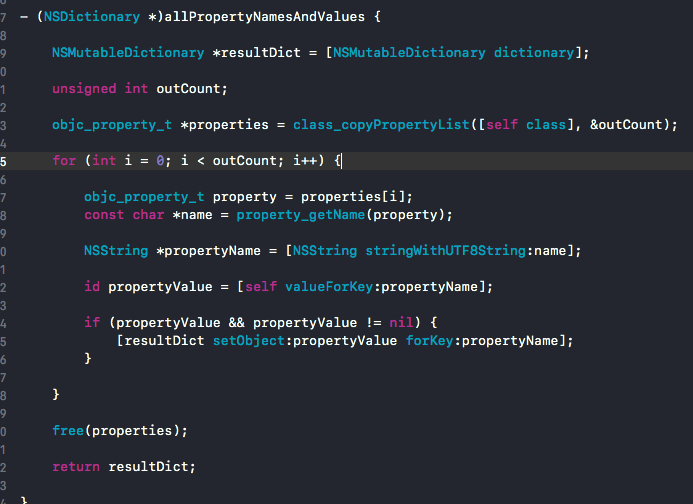 7 - (NSDictionary *)allPropertyNamesAndValues {
8
9 NSMutableDictionary *resultDict = [NSMutableDictionary dictionary];
0
1 unsigned int outCount;
2
3 objc_property_t *properties = class_copyPropertyList([self class], &outCount);
4
5 for (int i = 0; i < outCount; i++) {
6
7 objc_property_t property = properties[i];
8 const char *name = property_getName(property);
9
0 NSString *propertyName = [NSString stringWithUTF8String:name];
1
2 id propertyValue = [self valueForKey:propertyName];
3
4 if (propertyValue && propertyValue != nil) {
5 [resultDict setObject:propertyValue forKey:propertyName];
6 }
7
8 }
9
0 free(properties);
1
2 return resultDict;
3
4 }